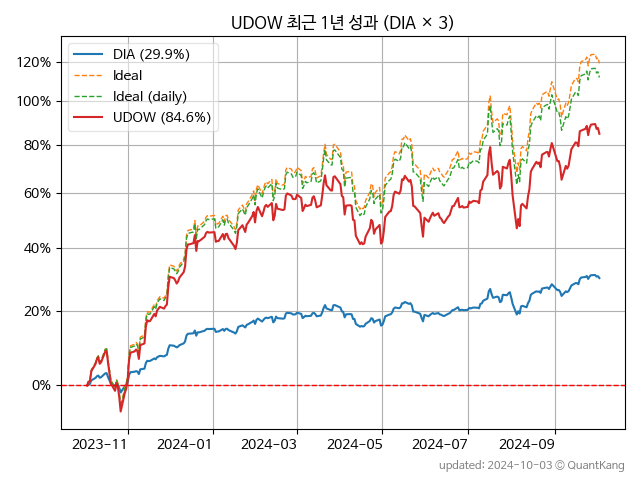 UDOW 최근 1년 성과 (DIA × 3)
DIA (29.9%)
Ideal
Ideal (daily)
UDOW (84.6%)
120%
100%
80%
60%
40%
20%
0%
2023-11 2024-01 2024-03 2024-05 2024-07 2024-09
updated: 2024-10-03 © QuantKang